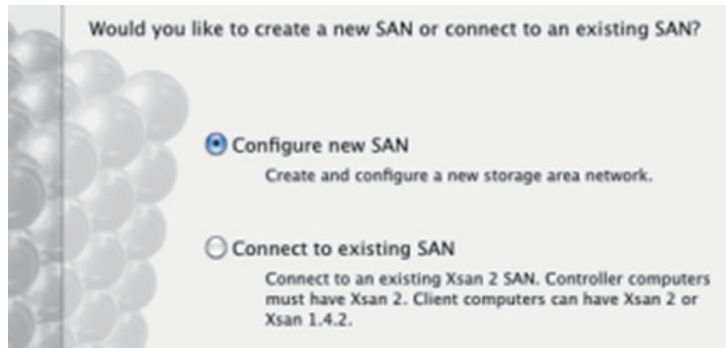 Would you like to create a new SAN or connect to an existing SAN?
Configure new SAN
Create and configure a new storage area network.
Connect to existing SAN
Connect to an existing Xsan 2 SAN. Controller computers
must have Xsan 2. Client computers can have Xsan 2 or
Xsan 1.4.2.